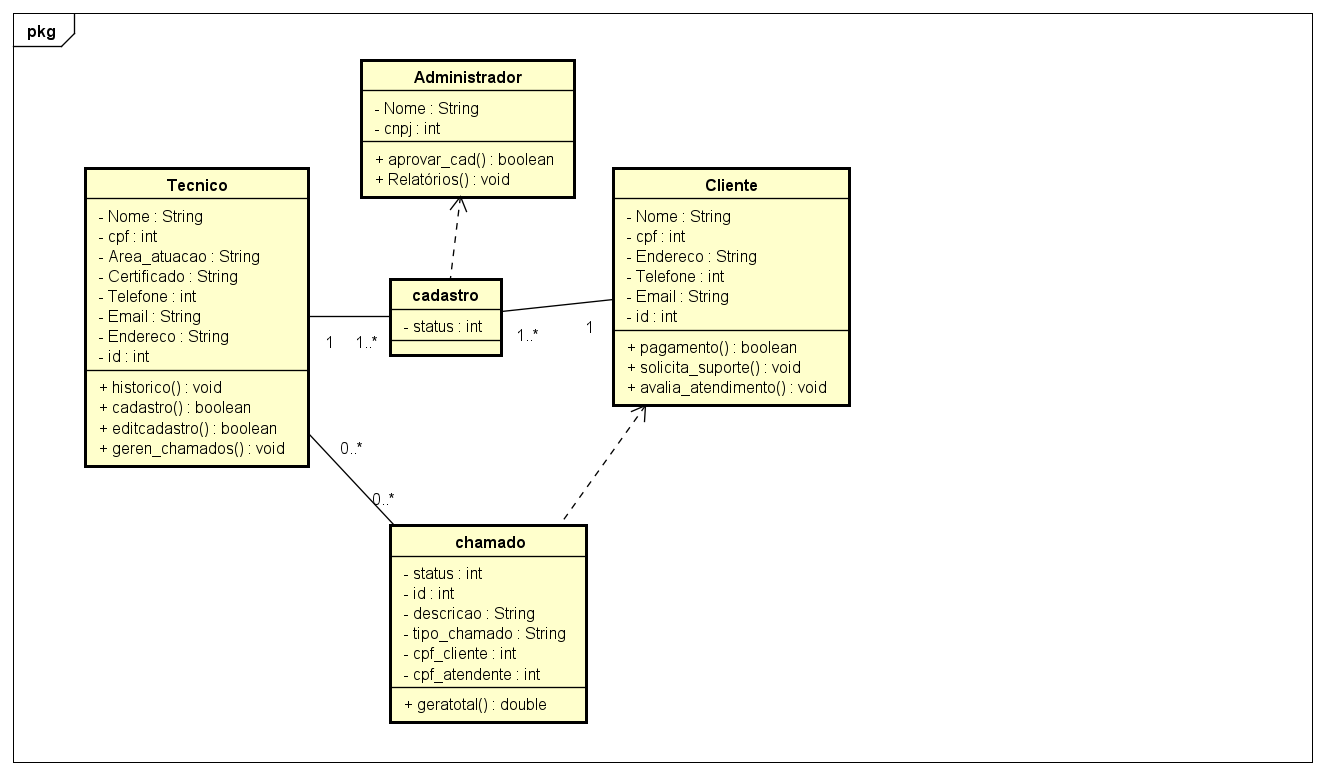 pkg
Administrador
- Nome : String
- cnpj : int
+ aprovar_cad() : boolean
+ Relatórios() : void
Tecnico
- Nome : String
- cpf : int
- Area_atuacao : String
- Certificado : String
- Telefone : int
- Email : String
- Endereco : String
- id : int
+ historico() : void
+ cadastro() : boolean
+ editcadastro() : boolean
+ geren_chamados() : void
Cliente
- Nome : String
- cpf : int
- Endereco : String
- Telefone : int
- Email : String
- id : int
+ pagamento() : boolean
+ solicita_suporte() : void
+ avalia_atendimento() : void
cadastro
- status : int
1
1..*
1..*
1
0..*
0..*
chamado
- status : int
- id : int
- descricao : String
- tipo_chamado : String
- cpf_cliente : int
- cpf_atendente : int
+ geratotal() : double